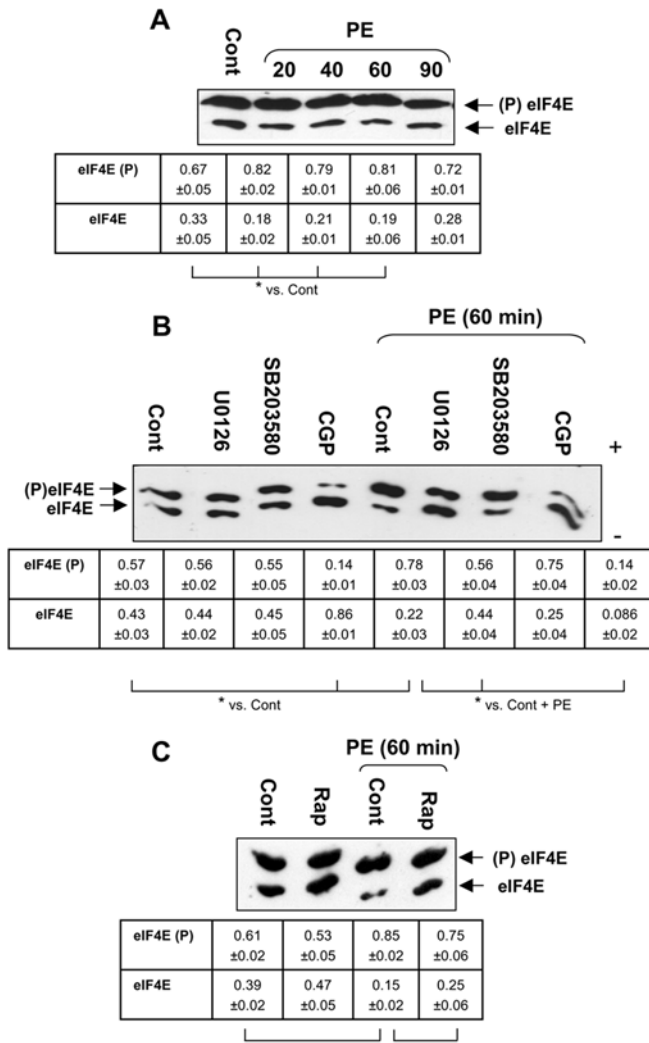 A
PE
Cont 20 40 60 90
(P) eIF4E
eIF4E
eIF4E (P) 0.67 ±0.05 0.82 ±0.02 0.79 ±0.01 0.81 ±0.06 0.72 ±0.01
eIF4E 0.33 ±0.05 0.18 ±0.02 0.21 ±0.01 0.19 ±0.06 0.28 ±0.01
* vs. Cont
B
PE (60 min)
Cont U0126 SB203580 CGP Cont U0126 SB203580 CGP +
(P)eIF4E
eIF4E
-
eIF4E (P) 0.57 ±0.03 0.56 ±0.02 0.55 ±0.05 0.14 ±0.01 0.78 ±0.03 0.56 ±0.04 0.75 ±0.04 0.14 ±0.02
eIF4E 0.43 ±0.03 0.44 ±0.02 0.45 ±0.05 0.86 ±0.01 0.22 ±0.03 0.44 ±0.04 0.25 ±0.04 0.086 ±0.02
* vs. Cont * vs. Cont + PE
C
PE (60 min)
Cont Rap Cont Rap
(P) eIF4E
eIF4E
eIF4E (P) 0.61 ±0.02 0.53 ±0.05 0.85 ±0.02 0.75 ±0.06
eIF4E 0.39 ±0.02 0.47 ±0.05 0.15 ±0.02 0.25 ±0.06